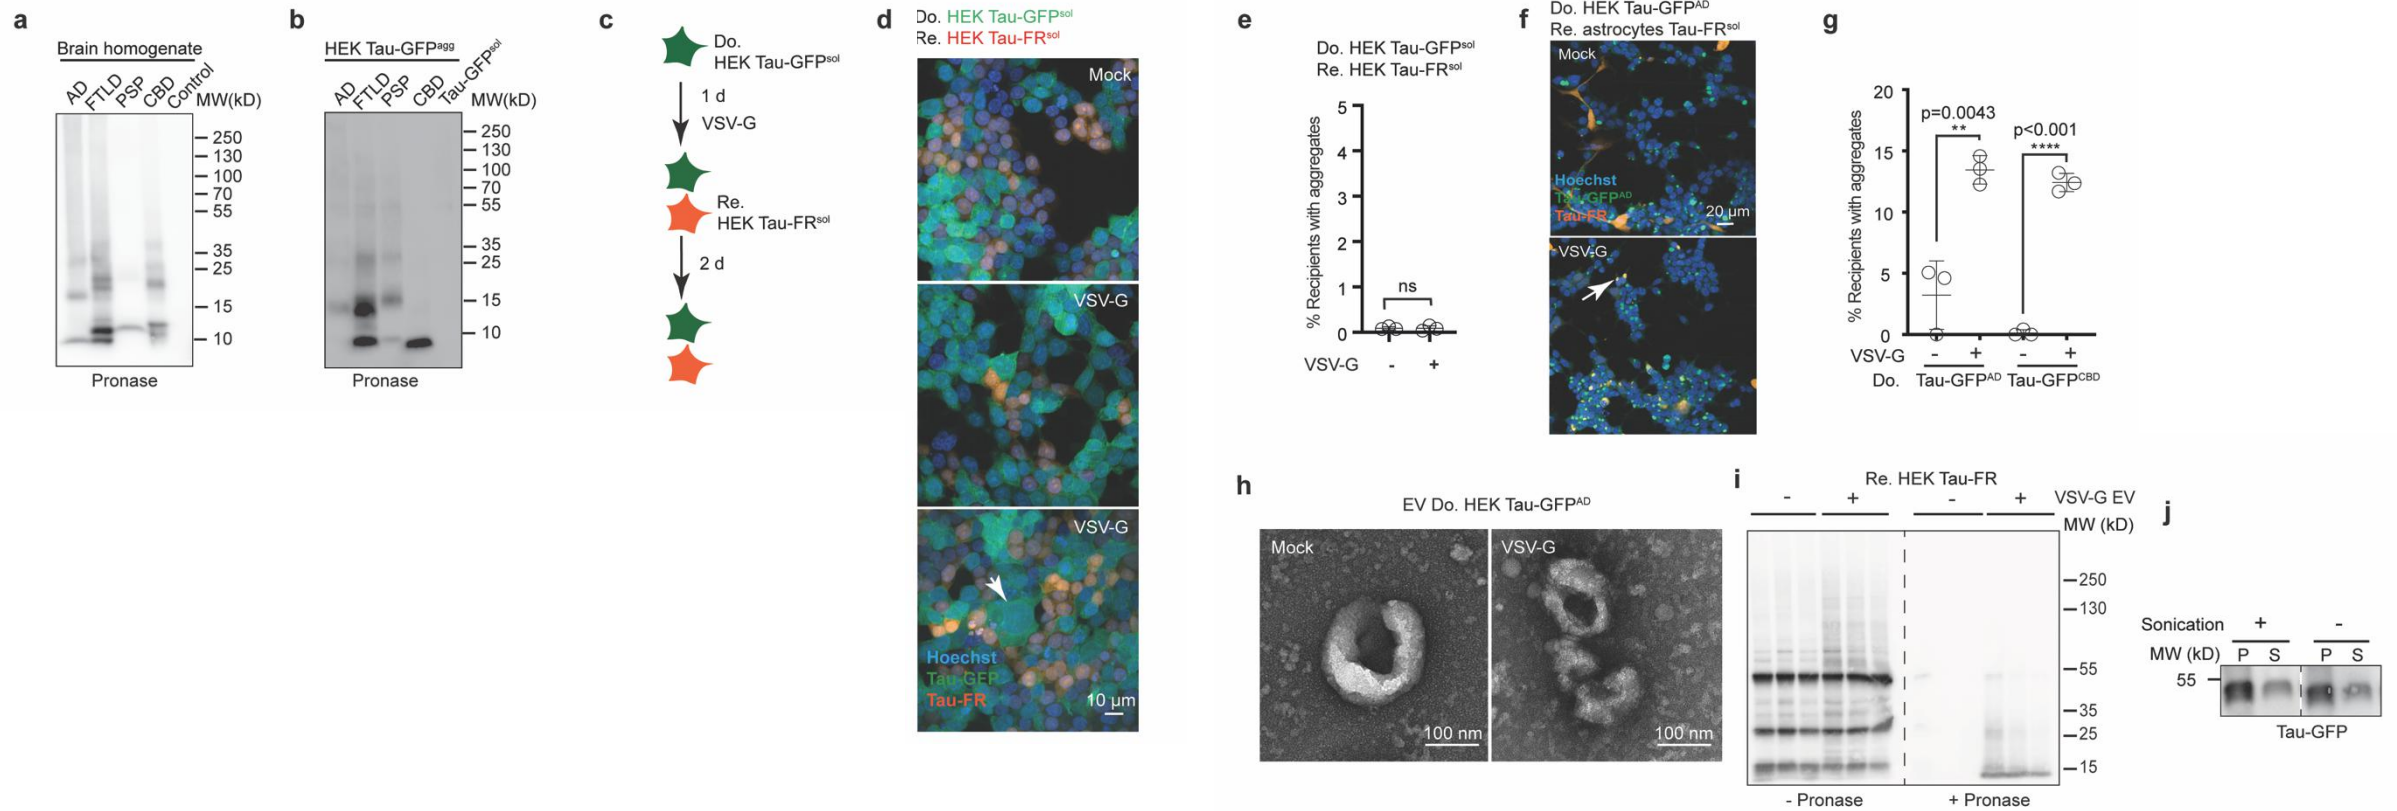 a
Brain homogenate
AD
FTLD
PSP
CBD
Control
MW(kD)
250
130
100
70
55
35
25
15
10
Pronase
b
HEK Tau-GFPagg
AD
FTLD
PSP
CBD
Tau-GFPsol
MW(kD)
250
130
100
70
55
35
25
15
10
Pronase
c
Do.
HEK Tau-GFPsol
1 d
VSV-G
Re.
HEK Tau-FRsol
2 d
d
Do. HEK Tau-GFPsol
Re. HEK Tau-FRsol
Mock
VSV-G
VSV-G
Hoechst
Tau-GFP
Tau-FR
10 µm
e
Do. HEK Tau-GFPsol
Re. HEK Tau-FRsol
% Recipients with aggregates
5
4
3
2
1
0
ns
VSV-G - +
f
Do. HEK Tau-GFPAD
Re. astrocytes Tau-FRsol
Mock
Hoechst
Tau-GFPAD
Tau-FR
20 µm
VSV-G
g
% Recipients with aggregates
20
15
10
5
0
p=0.0043
**
p<0.001
****
VSV-G - + - +
Do. Tau-GFPAD Tau-GFPCBD
h
EV Do. HEK Tau-GFPAD
Mock
100 nm
VSV-G
100 nm
i
Re. HEK Tau-FR
- + - + VSV-G EV
MW (kD)
250
130
55
35
25
15
- Pronase + Pronase
j
Sonication + -
MW (kD) P S P S
55
Tau-GFP